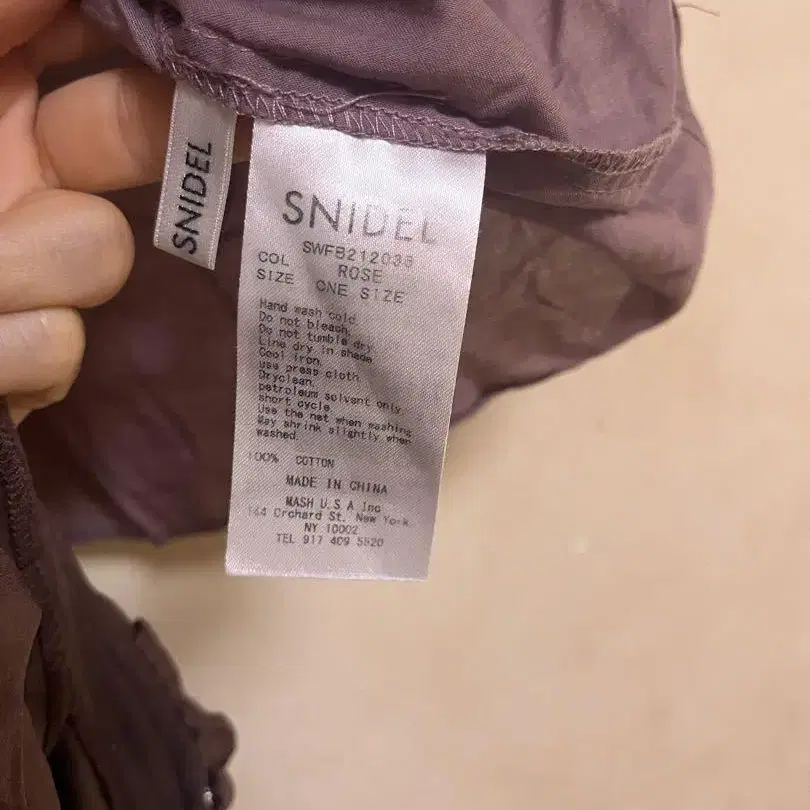 SNIDEL
SNIDEL
SWFB212038
COL ROSE
SIZE ONE SIZE
Hand wash cold.
Do not bleach.
Do not tumble dry
Line dry in shade
Cool iron.
use press cloth
Dryclean.
petroleum solvent only.
short cycle.
Use the net when washing
May shrink slightly when
washed.
100% COTTON
MADE IN CHINA
MASH U.S.A Inc
144 Orchard St. New York
NY 10002
TEL 917 409 5520